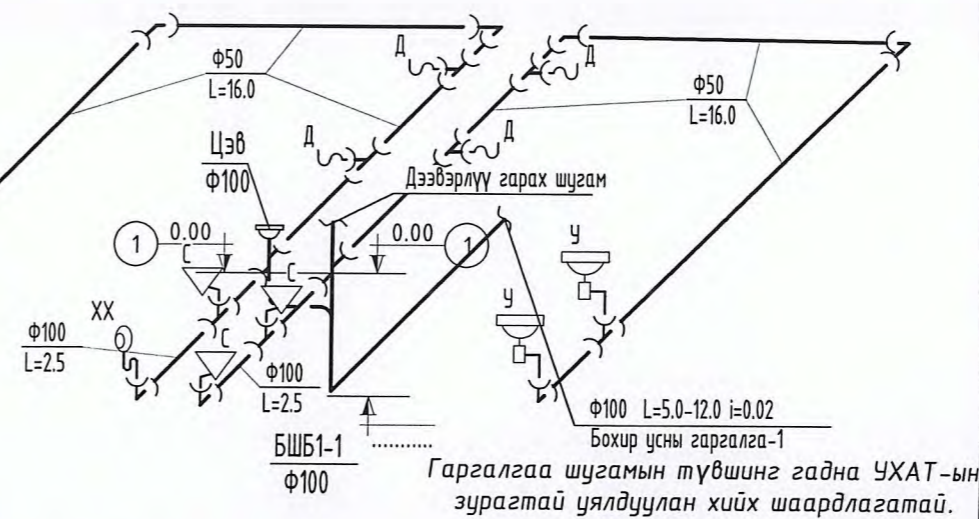 Ф50
L=16.0
Д
Д
Ф50
L=16.0
Д
Д
Цэв
Ф100
Дээвэрлүү гарах шугам
1
0.00
0.00
1
С
С
У
ХХ
У
С
Ф100
L=2.5
Ф100
L=2.5
Ф100 L=5.0-12.0 i=0.02
Бохир усны гаргалга-1
БШБ1-1
Ф100
............
Гаргалгаа шугамын түвшинг гадна УХАТ-ын
зурагтай уялдуулан хийх шаардлагатай.